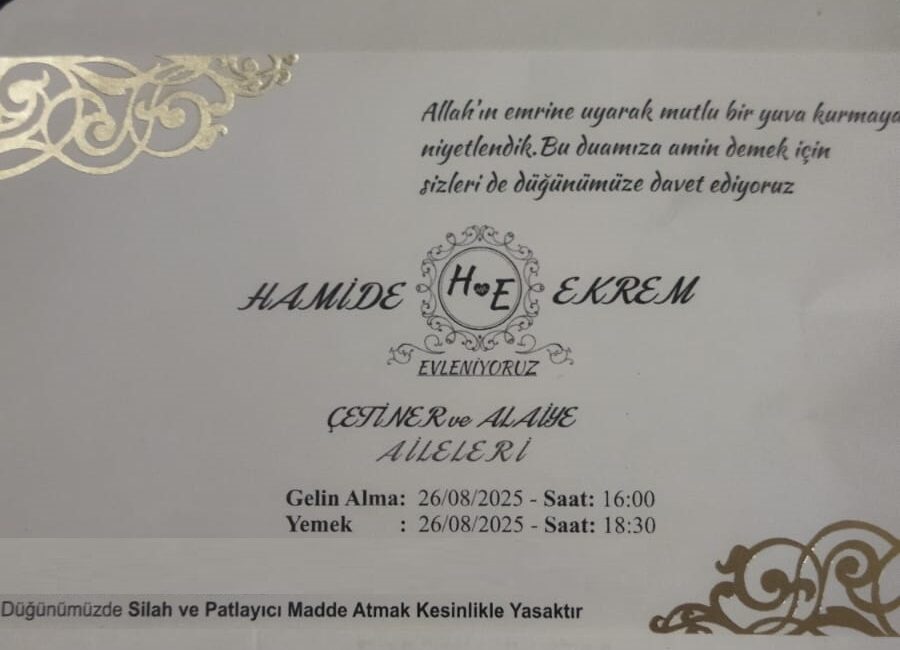 Allah'ın emrine uyarak mutlu bir yuva kurmaya
niyetlendik.Bu duamıza amin demek için
sizleri de düğünümüze davet ediyoruz
HAMİDE H E EKREM
EVLENİYORUZ
ÇETİNER ve ALAİYE
AİLELERİ
Gelin Alma: 26/08/2025 - Saat: 16:00
Yemek : 26/08/2025 - Saat: 18:30
Düğünümüzde Silah ve Patlayıcı Madde Atmak Kesinlikle Yasaktır